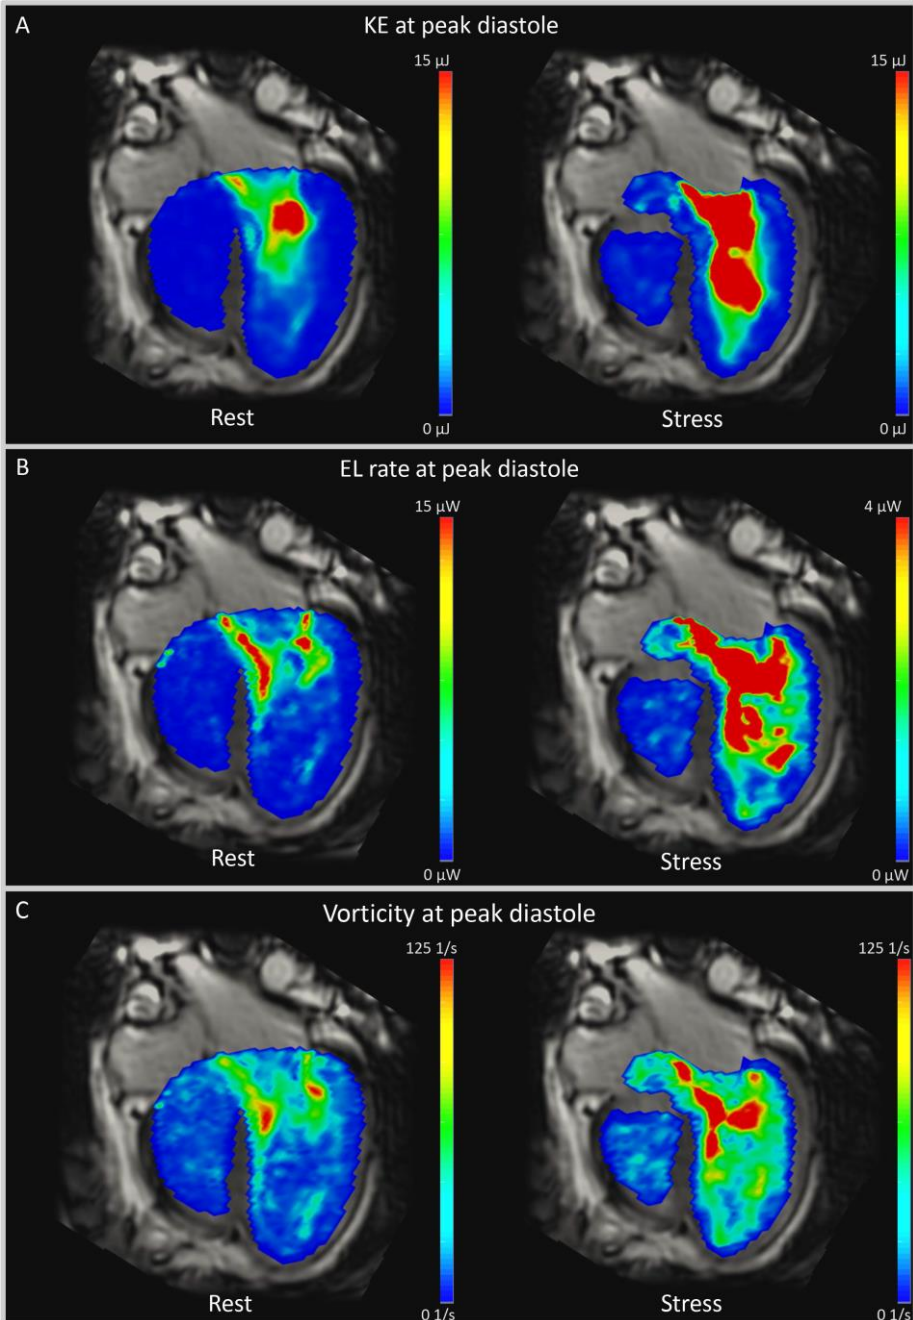 A
KE at peak diastole
15 µJ
15 µJ
Rest
Stress
0 µJ
0 µJ
B
EL rate at peak diastole
15 µW
4 µW
Rest
Stress
0 µW
0 µW
C
Vorticity at peak diastole
125 1/s
125 1/s
Rest
Stress
0 1/s
0 1/s